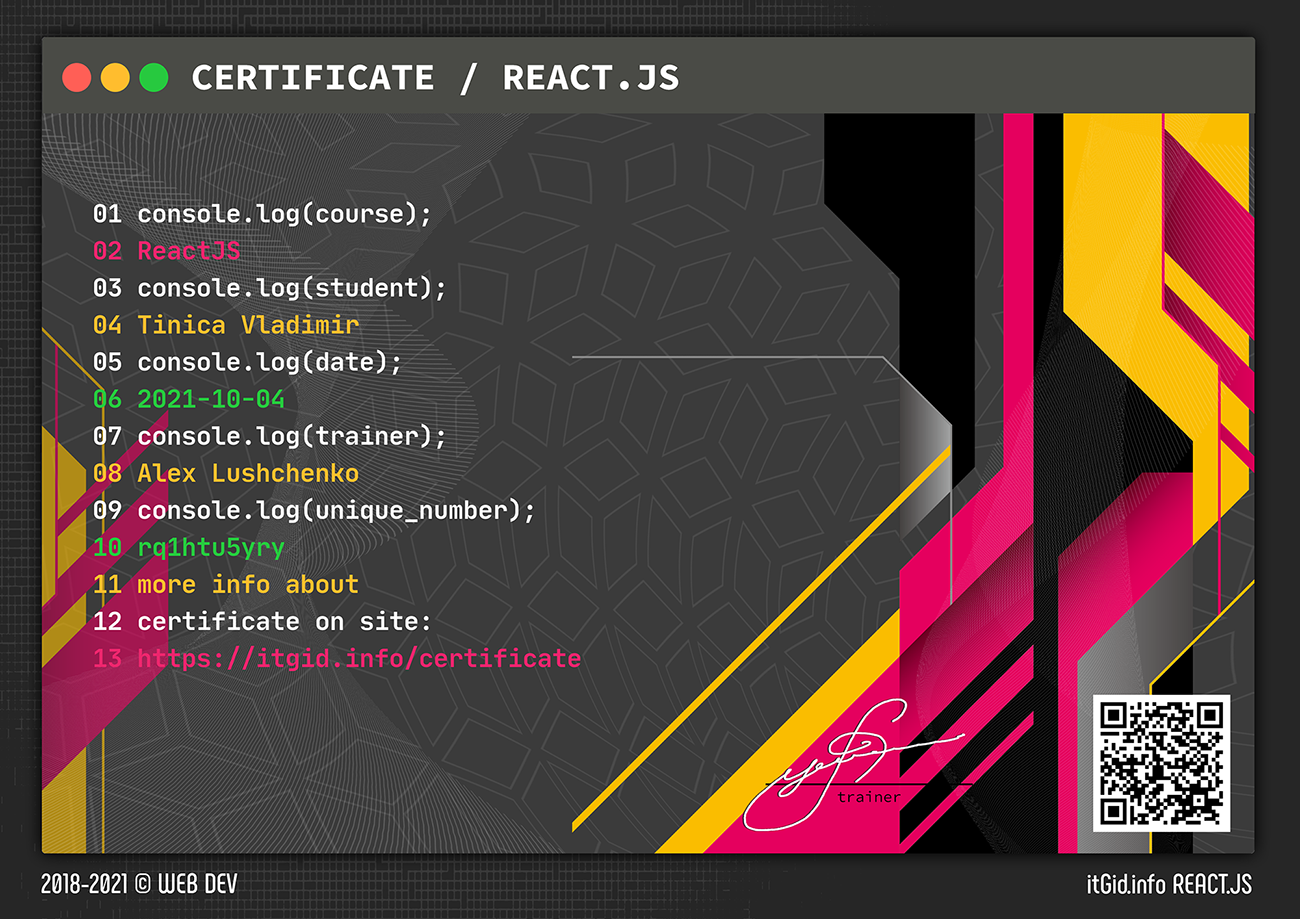 CERTIFICATE / REACT.JS
01 console.log(course);
02 ReactJS
03 console.log(student);
04 Tinica Vladimir
05 console.log(date);
06 2021-10-04
07 console.log(trainer);
08 Alex Lushchenko
09 console.log(unique_number);
10 rq1htu5yry
11 more info about
12 certificate on site:
13 https://itgid.info/certificate
trainer
2018-2021 © WEB DEV
itGid.info REACT.JS